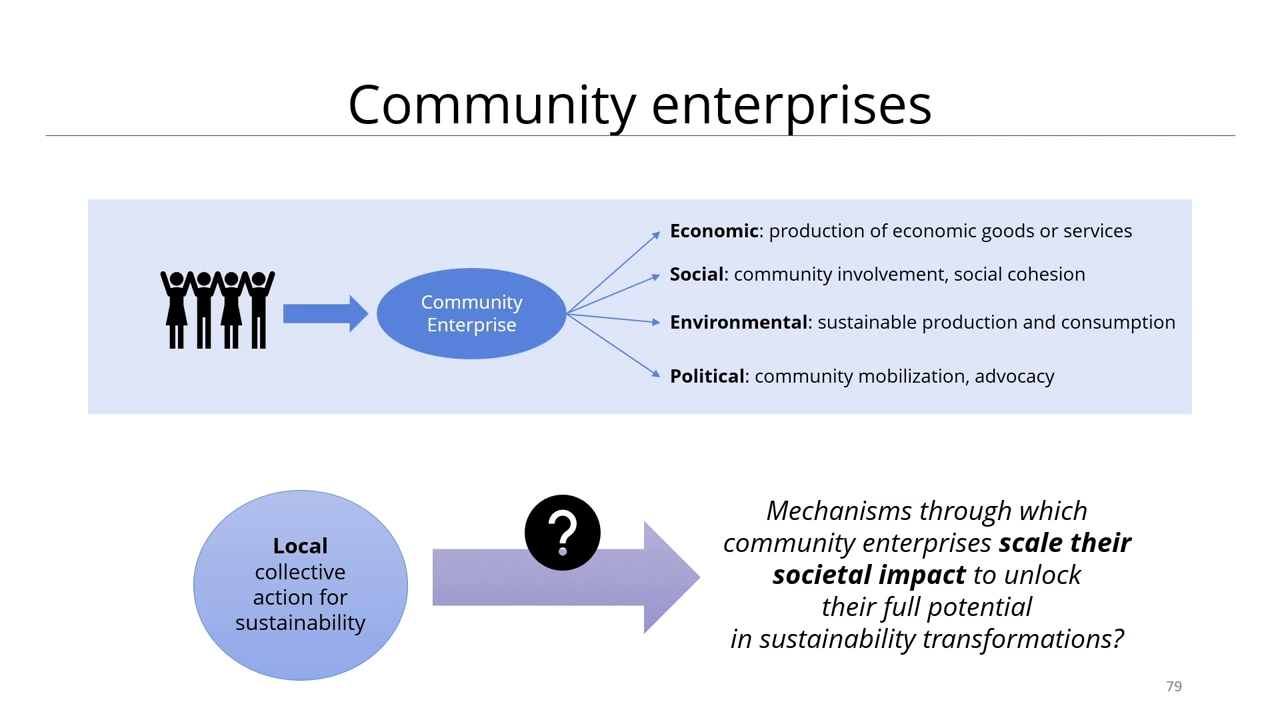 Community enterprises
Economic: production of economic goods or services
Social: community involvement, social cohesion
Community
Enterprise
Environmental: sustainable production and consumption
Political: community mobilization, advocacy
Local
collective
action for
sustainability
?
Mechanisms through which
community enterprises scale their
societal impact to unlock
their full potential
in sustainability transformations?
79